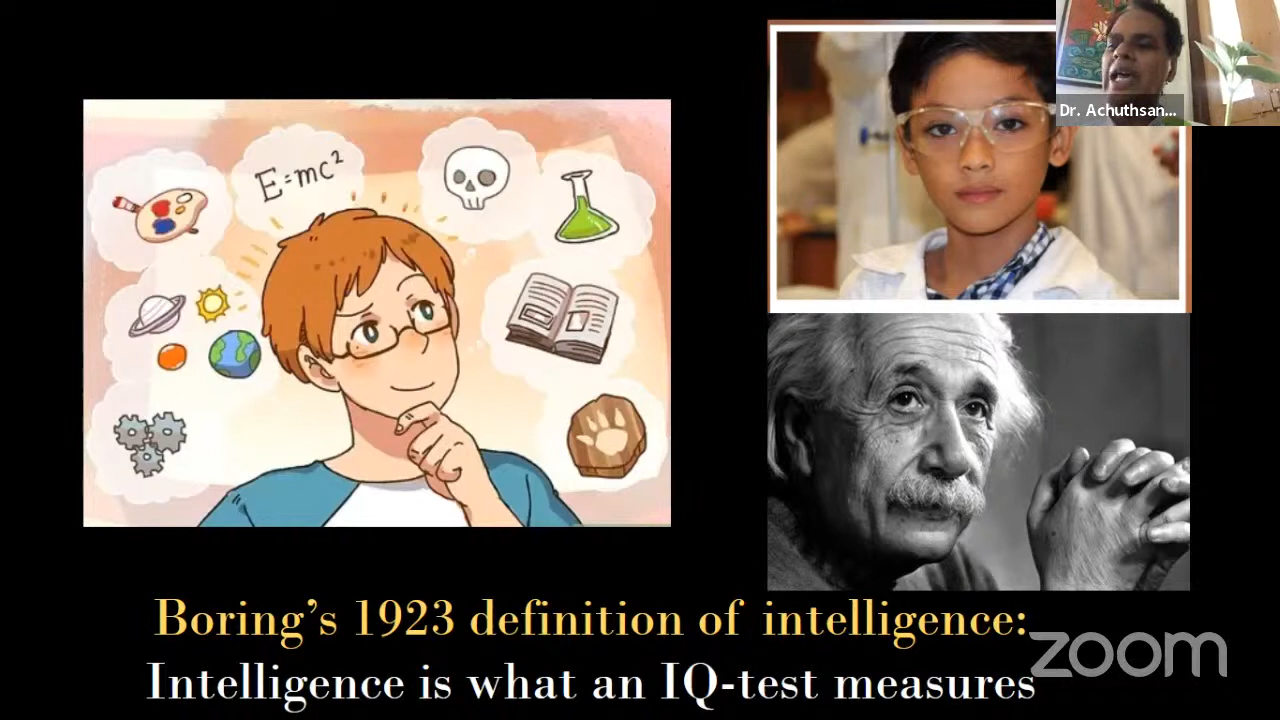 Dr. Achuthsan...
E=mc²
Boring's 1923 definition of intelligence:
Intelligence is what an IQ-test measures
zoom